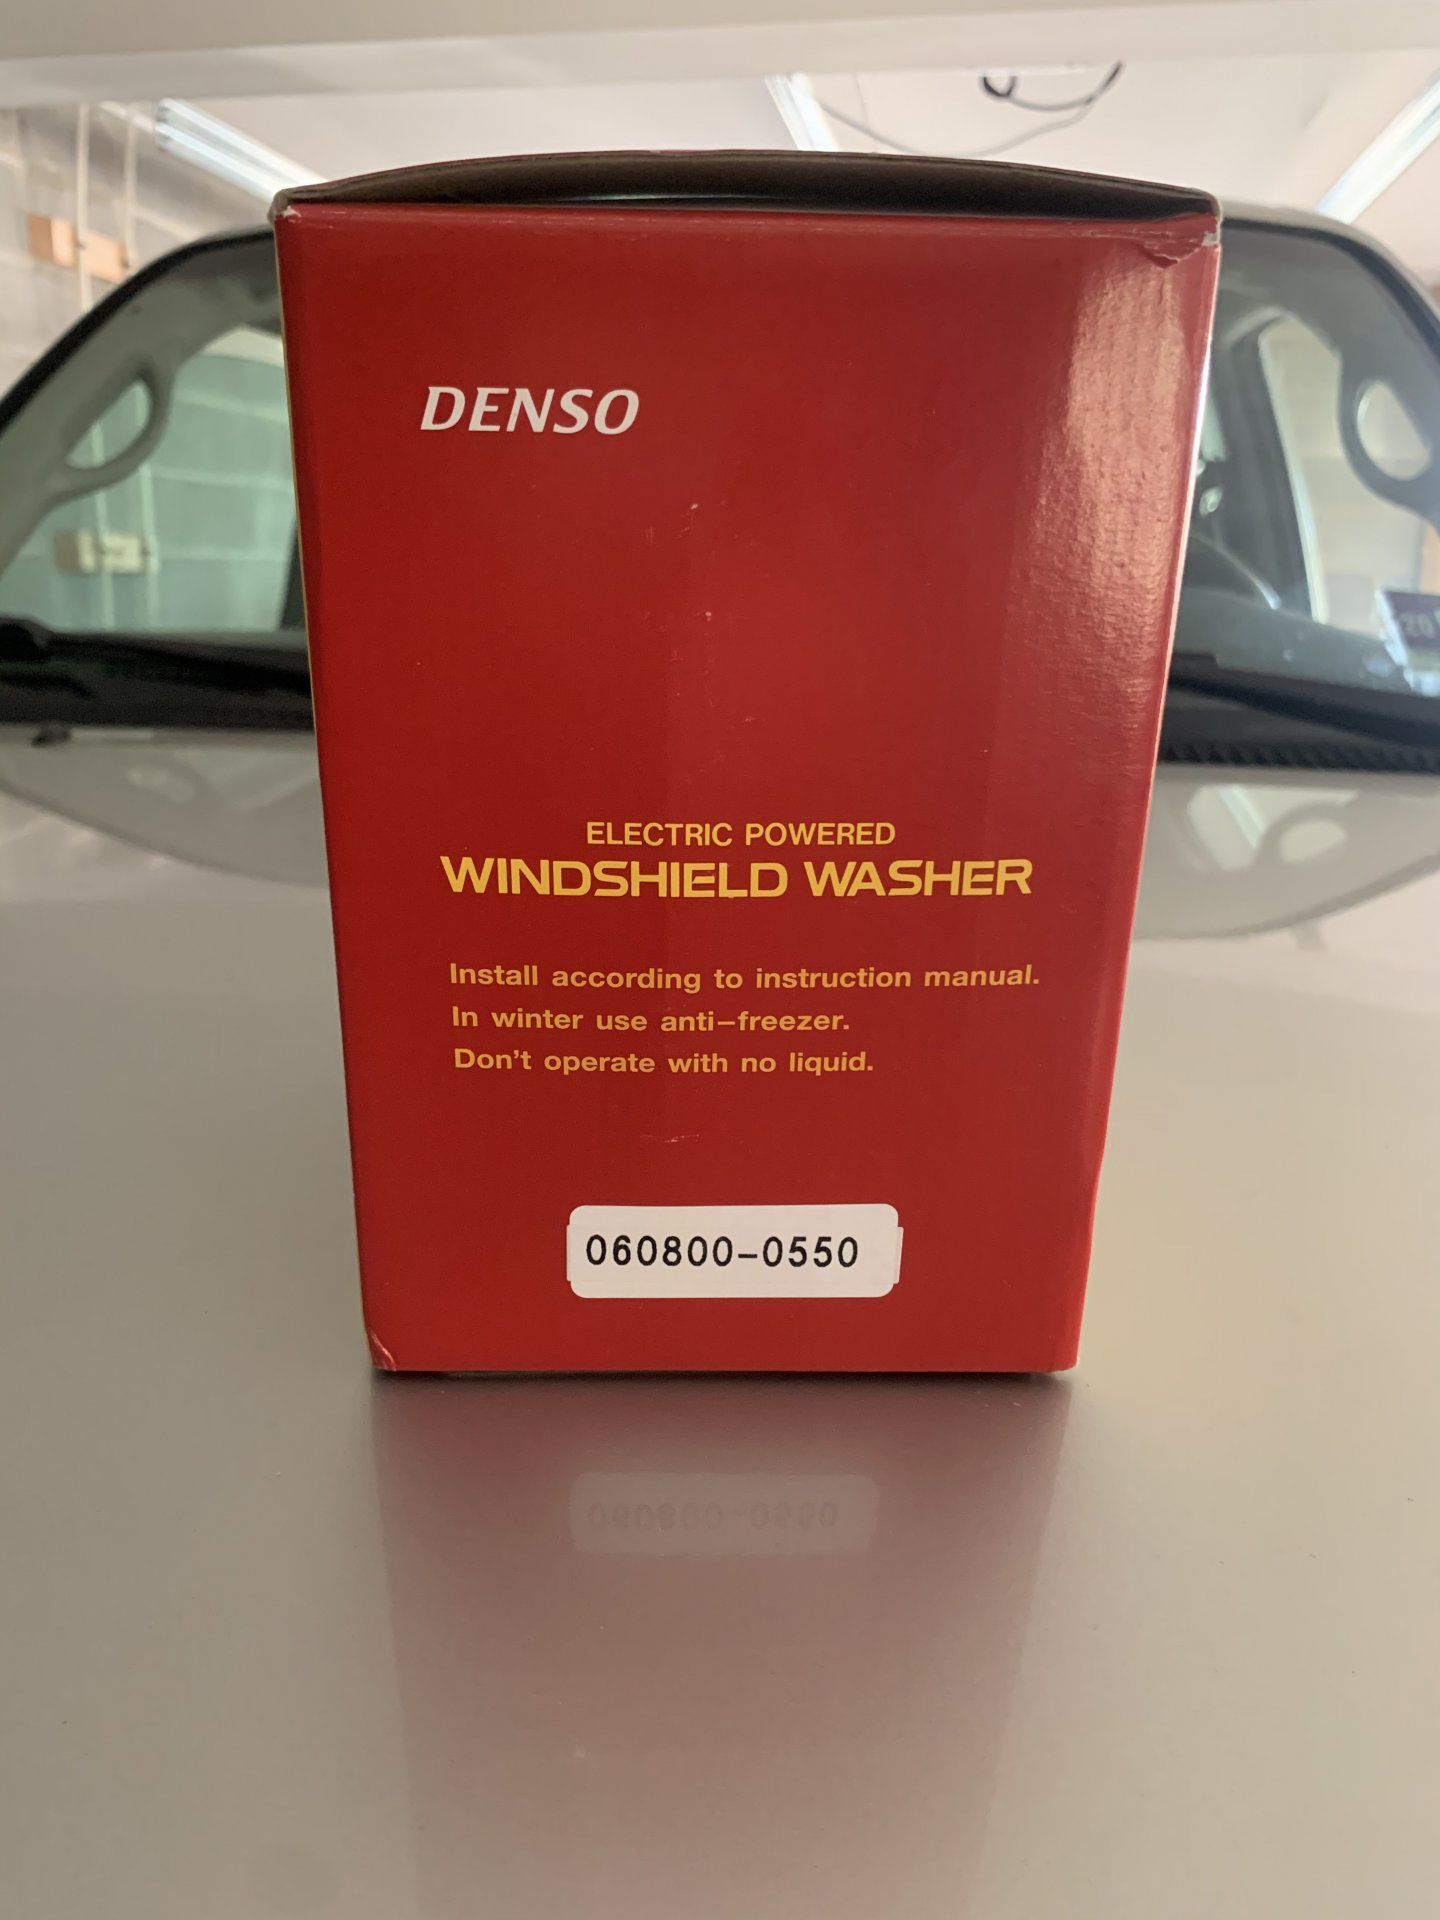 DENSO
ELECTRIC POWERED
WINDSHIELD WASHER
Install according to instruction manual.
In winter use anti-freezer.
Don't operate with no liquid.
060800-0550
20